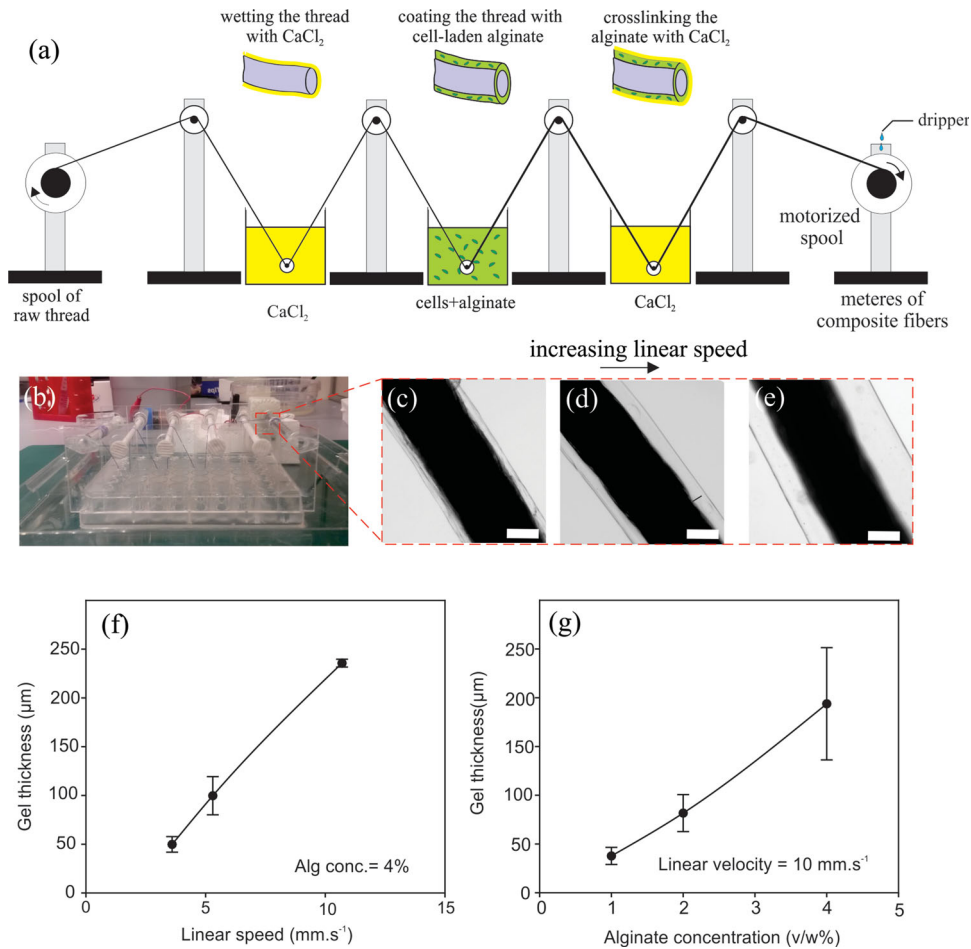 (a)
wetting the thread
with CaCl₂
coating the thread with
cell-laden alginate
crosslinking the
alginate with CaCl₂
dripper
motorized
spool
spool of
raw thread
CaCl₂
cells+alginate
CaCl₂
meteres of
composite fibers
increasing linear speed
(b)
(c)
(d)
(e)
(f)
250
200
150
100
50
0
0
5
10
15
Gel thickness (μm)
Alg conc.= 4%
Linear speed (mm.s⁻¹)
(g)
250
200
150
100
50
0
0
1
2
3
4
5
Gel thickness(μm)
Linear velocity = 10 mm.s⁻¹
Alginate concentration (v/w%)